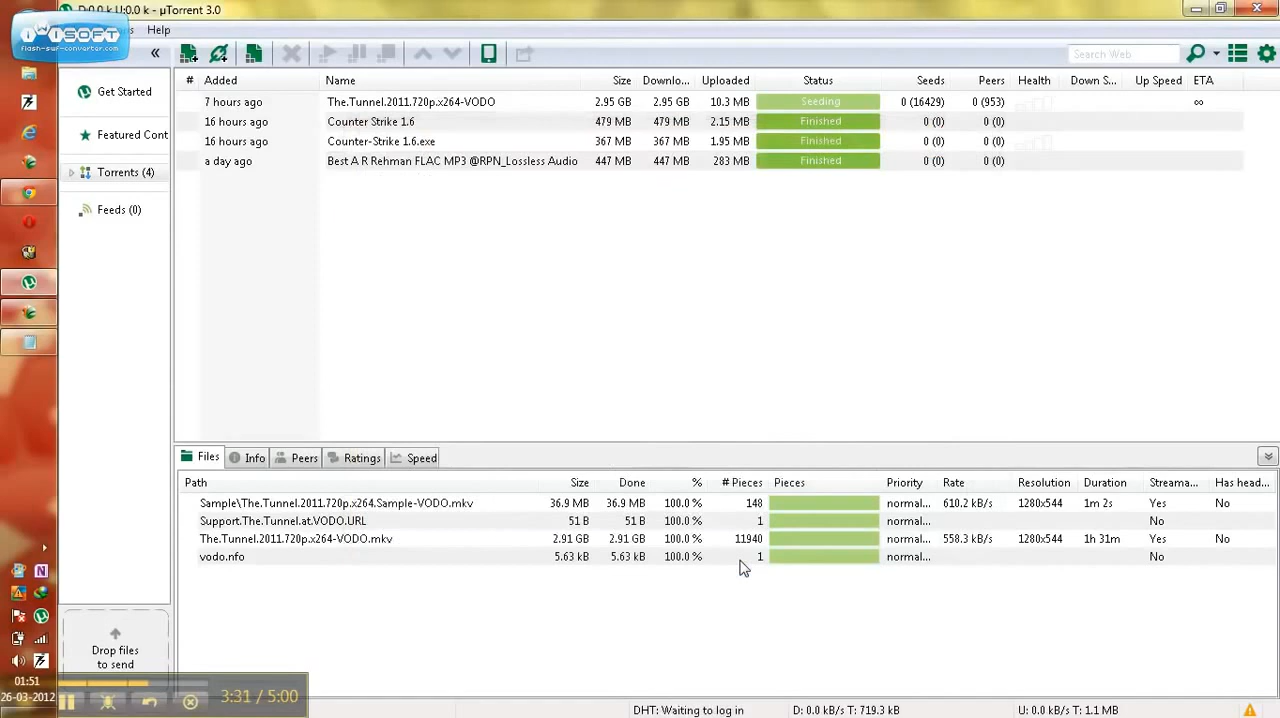 D:0.0 k U:0.0 k - µTorrent 3.0
iWiSOFT
flash-swf-converter.com
Help
Search Web
# Added Name Size Downlo... Uploaded Status Seeds Peers Health Down S... Up Speed ETA
7 hours ago The.Tunnel.2011.720p.x264-VODO 2.95 GB 2.95 GB 10.3 MB Seeding 0 (16429) 0 (953) ∞
16 hours ago Counter Strike 1.6 479 MB 479 MB 2.15 MB Finished 0 (0) 0 (0)
16 hours ago Counter-Strike 1.6.exe 367 MB 367 MB 1.95 MB Finished 0 (0) 0 (0)
a day ago Best A R Rehman FLAC MP3 @RPN_Lossless Audio 447 MB 447 MB 283 MB Finished 0 (0) 0 (0)
Get Started
Featured Cont
Torrents (4)
Feeds (0)
Files Info Peers Ratings Speed
Path Size Done % # Pieces Pieces Priority Rate Resolution Duration Streama... Has head...
Sample\The.Tunnel.2011.720p.x264.Sample-VODO.mkv 36.9 MB 36.9 MB 100.0 % 148 normal... 610.2 kB/s 1280x544 1m 2s Yes No
Support.The.Tunnel.at.VODO.URL 51 B 51 B 100.0 % 1 normal... No
The.Tunnel.2011.720p.x264-VODO.mkv 2.91 GB 2.91 GB 100.0 % 11940 normal... 558.3 kB/s 1280x544 1h 31m Yes No
vodo.nfo 5.63 kB 5.63 kB 100.0 % 1 normal... No
Drop files
to send
01:51
26-03-2012
3:31 / 5:00
DHT: Waiting to log in D: 0.0 kB/s T: 719.3 kB U: 0.0 kB/s T: 1.1 MB